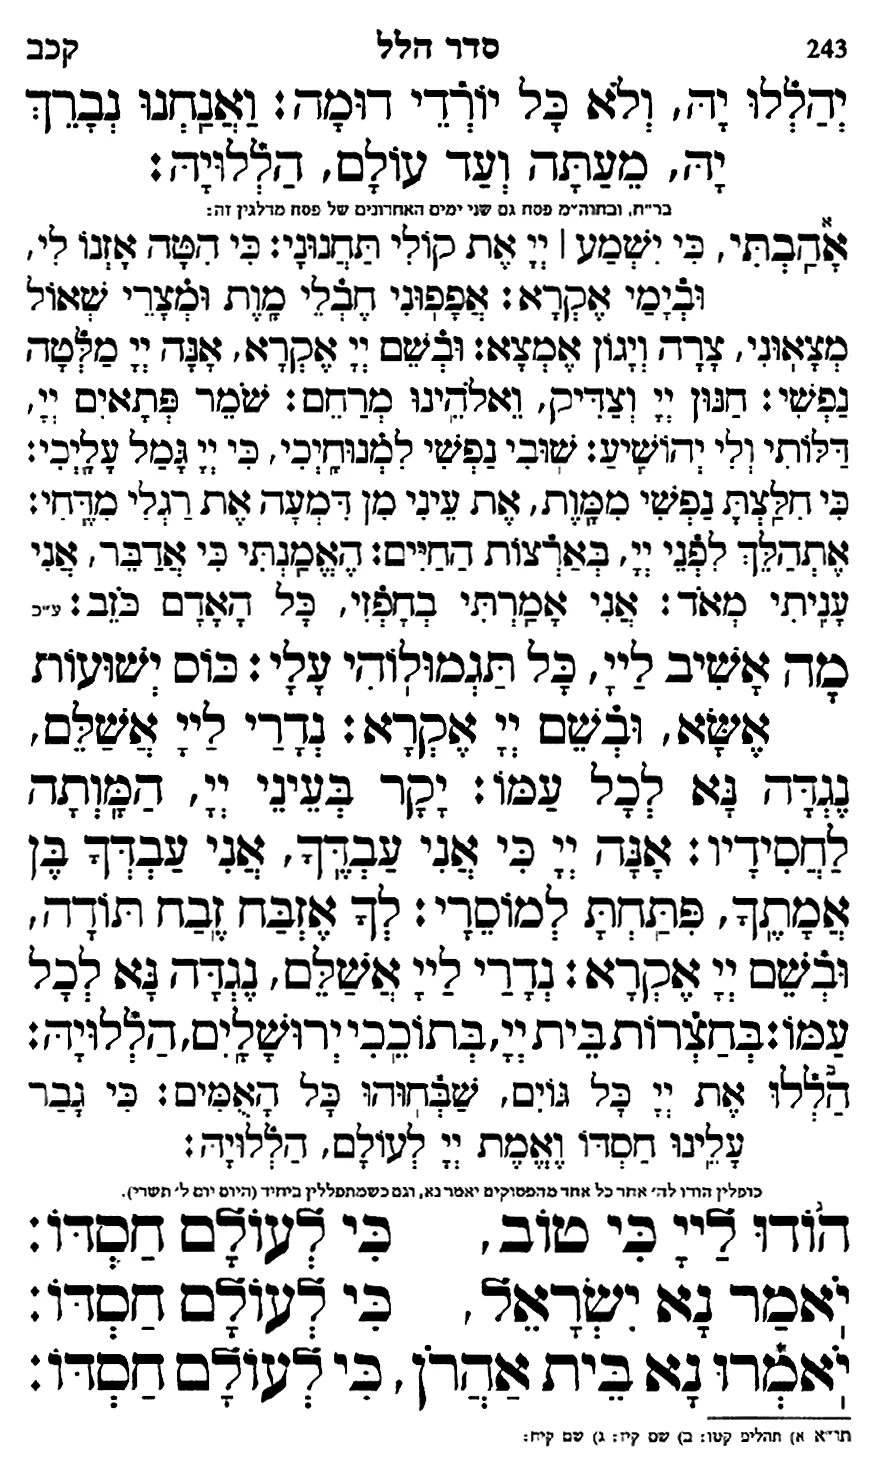 243 סדר הלל קכב
יְהַלְלוּ יָהּ, וְלֹא כָּל יוֹרְדֵי דוּמָה: וַאֲנַחְנוּ נְבָרֵךְ
יָהּ, מֵעַתָּה וְעַד עוֹלָם, הַלְלוּיָהּ:
בר״ח, ובחוה״מ פסח גם שני ימים האחרונים של פסח מדלגין זה:
אָהַבְתִּי, כִּי יִשְׁמַע | יְיָ אֶת קוֹלִי תַּחֲנוּנָי: כִּי הִטָּה אָזְנוֹ לִי,
וּבְיָמַי אֶקְרָא: אֲפָפוּנִי חֶבְלֵי מָוֶת וּמְצָרֵי שְׁאוֹל
מְצָאוּנִי, צָרָה וְיָגוֹן אֶמְצָא: וּבְשֵׁם יְיָ אֶקְרָא, אָנָּה יְיָ מַלְּטָה
נַפְשִׁי: חַנּוּן יְיָ וְצַדִּיק, וֵאלֹהֵינוּ מְרַחֵם: שֹׁמֵר פְּתָאיִם יְיָ,
דַּלּוֹתִי וְלִי יְהוֹשִׁיעַ: שׁוּבִי נַפְשִׁי לִמְנוּחָיְכִי, כִּי יְיָ גָּמַל עָלָיְכִי:
כִּי חִלַּצְתָּ נַפְשִׁי מִמָּוֶת, אֶת עֵינִי מִן דִּמְעָה אֶת רַגְלִי מִדֶּחִי:
אֶתְהַלֵּךְ לִפְנֵי יְיָ, בְּאַרְצוֹת הַחַיִּים: הֶאֱמַנְתִּי כִּי אֲדַבֵּר, אֲנִי
עָנִיתִי מְאֹד: אֲנִי אָמַרְתִּי בְחָפְזִי, כָּל הָאָדָם כֹּזֵב: ע״כ
מָה אָשִׁיב לַייָ, כָּל תַּגְמוּלוֹהִי עָלָי: כּוֹס יְשׁוּעוֹת
אֶשָּׂא, וּבְשֵׁם יְיָ אֶקְרָא: נְדָרַי לַייָ אֲשַׁלֵּם,
נֶגְדָּה נָּא לְכָל עַמּוֹ: יָקָר בְּעֵינֵי יְיָ, הַמָּוְתָה
לַחֲסִידָיו: אָנָּה יְיָ כִּי אֲנִי עַבְדֶּךָ, אֲנִי עַבְדְּךָ בֶּן
אֲמָתֶךָ, פִּתַּחְתָּ לְמוֹסֵרָי: לְךָ אֶזְבַּח זֶבַח תּוֹדָה,
וּבְשֵׁם יְיָ אֶקְרָא: נְדָרַי לַייָ אֲשַׁלֵּם, נֶגְדָּה נָּא לְכָל
עַמּוֹ: בְּחַצְרוֹת בֵּית יְיָ, בְּתוֹכֵכִי יְרוּשָׁלָיִם, הַלְלוּיָהּ:
הַלְלוּ אֶת יְיָ כָּל גּוֹיִם, שַׁבְּחוּהוּ כָּל הָאֻמִּים: כִּי גָבַר
עָלֵינוּ חַסְדּוֹ וֶאֱמֶת יְיָ לְעוֹלָם, הַלְלוּיָהּ:
כופלין הודו לה׳ אחר כל אחד מהפסוקים יאמר נא, וגם כשמתפללין ביחיד (היום יום ל׳ תשרי).
הוֹדוּ לַייָ כִּי טוֹב, כִּי לְעוֹלָם חַסְדּוֹ:
יֹאמַר נָא יִשְׂרָאֵל, כִּי לְעוֹלָם חַסְדּוֹ:
יֹאמְרוּ נָא בֵית אַהֲרֹן, כִּי לְעוֹלָם חַסְדּוֹ:
תו״א א) תהלים קטז: ב) שם קיז: ג) שם קיח: